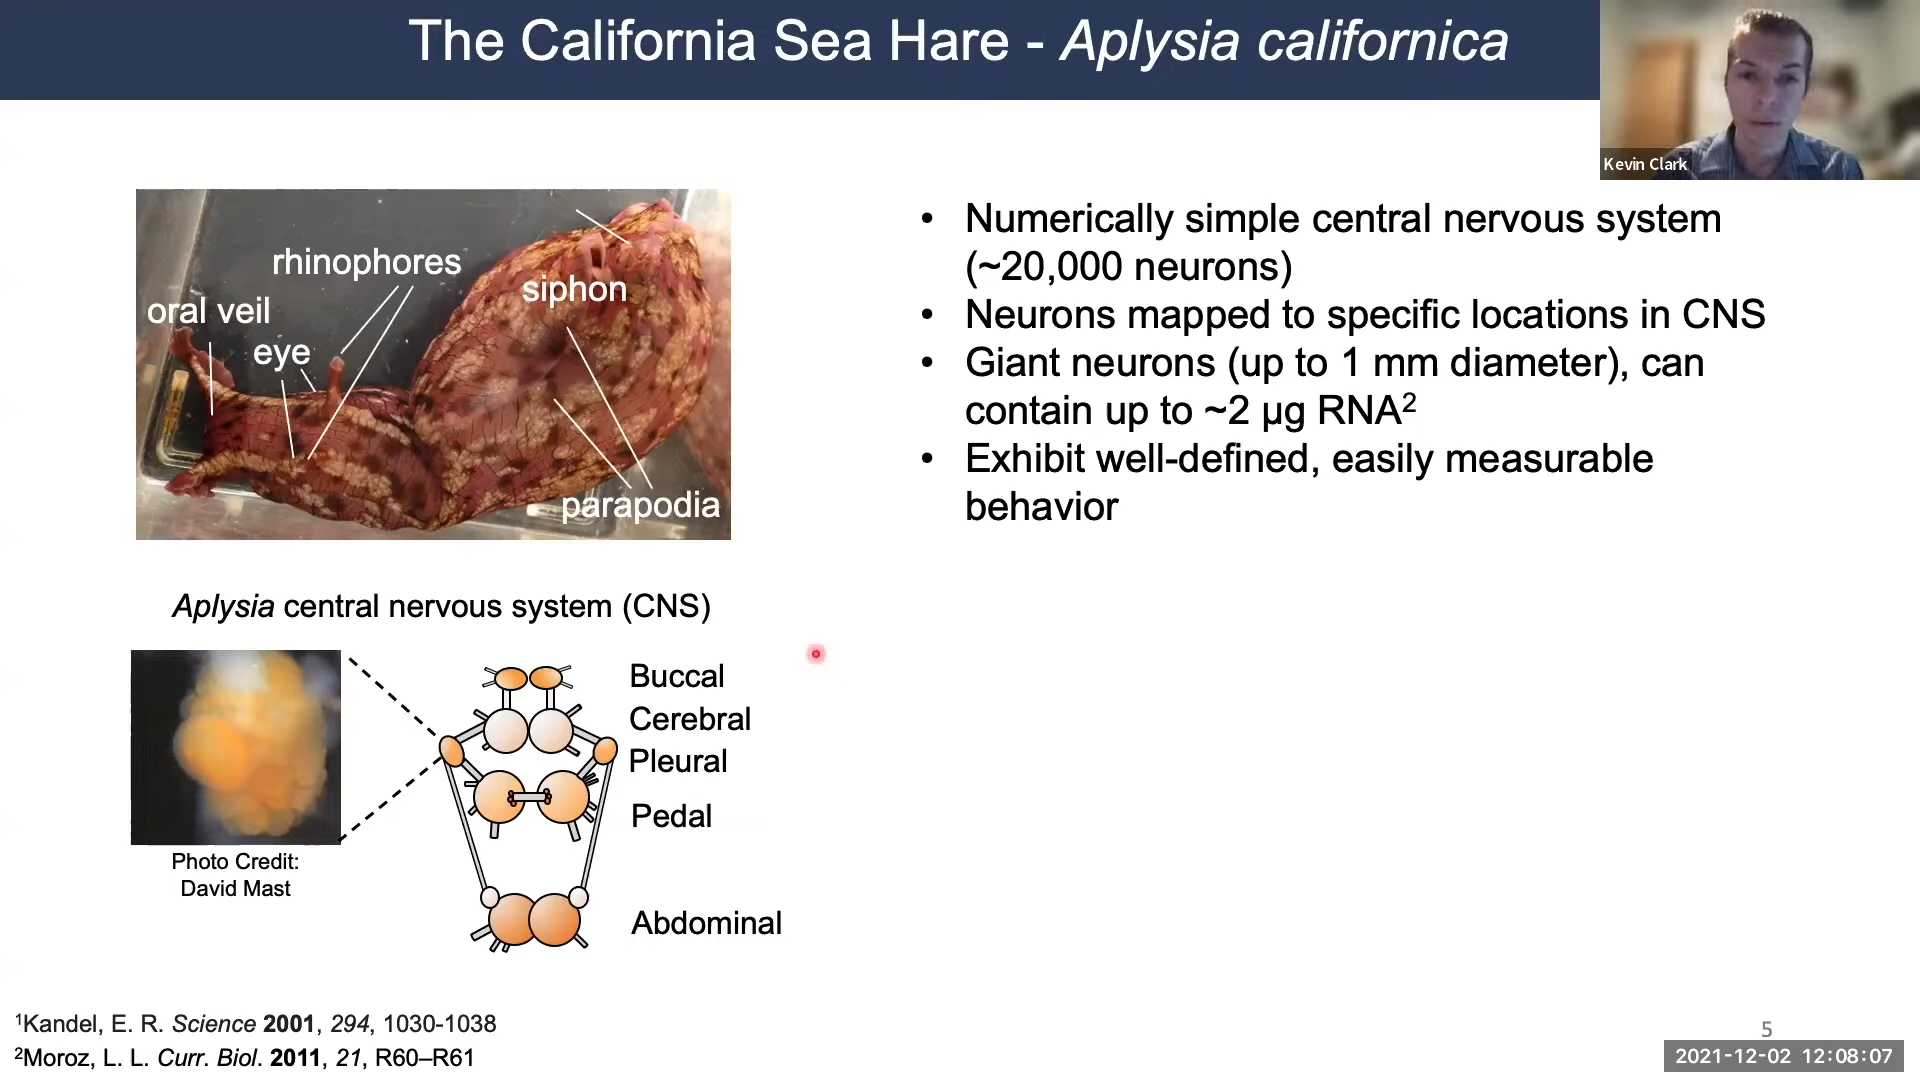 The California Sea Hare - Aplysia californica
Kevin Clark
rhinophores
siphon
oral veil
eye
parapodia
• Numerically simple central nervous system
(~20,000 neurons)
• Neurons mapped to specific locations in CNS
• Giant neurons (up to 1 mm diameter), can
contain up to ~2 µg RNA²
• Exhibit well-defined, easily measurable
behavior
Aplysia central nervous system (CNS)
Buccal
Cerebral
Pleural
Pedal
Abdominal
Photo Credit:
David Mast
¹Kandel, E. R. Science 2001, 294, 1030-1038
²Moroz, L. L. Curr. Biol. 2011, 21, R60–R61
5
2021-12-02 12:08:07